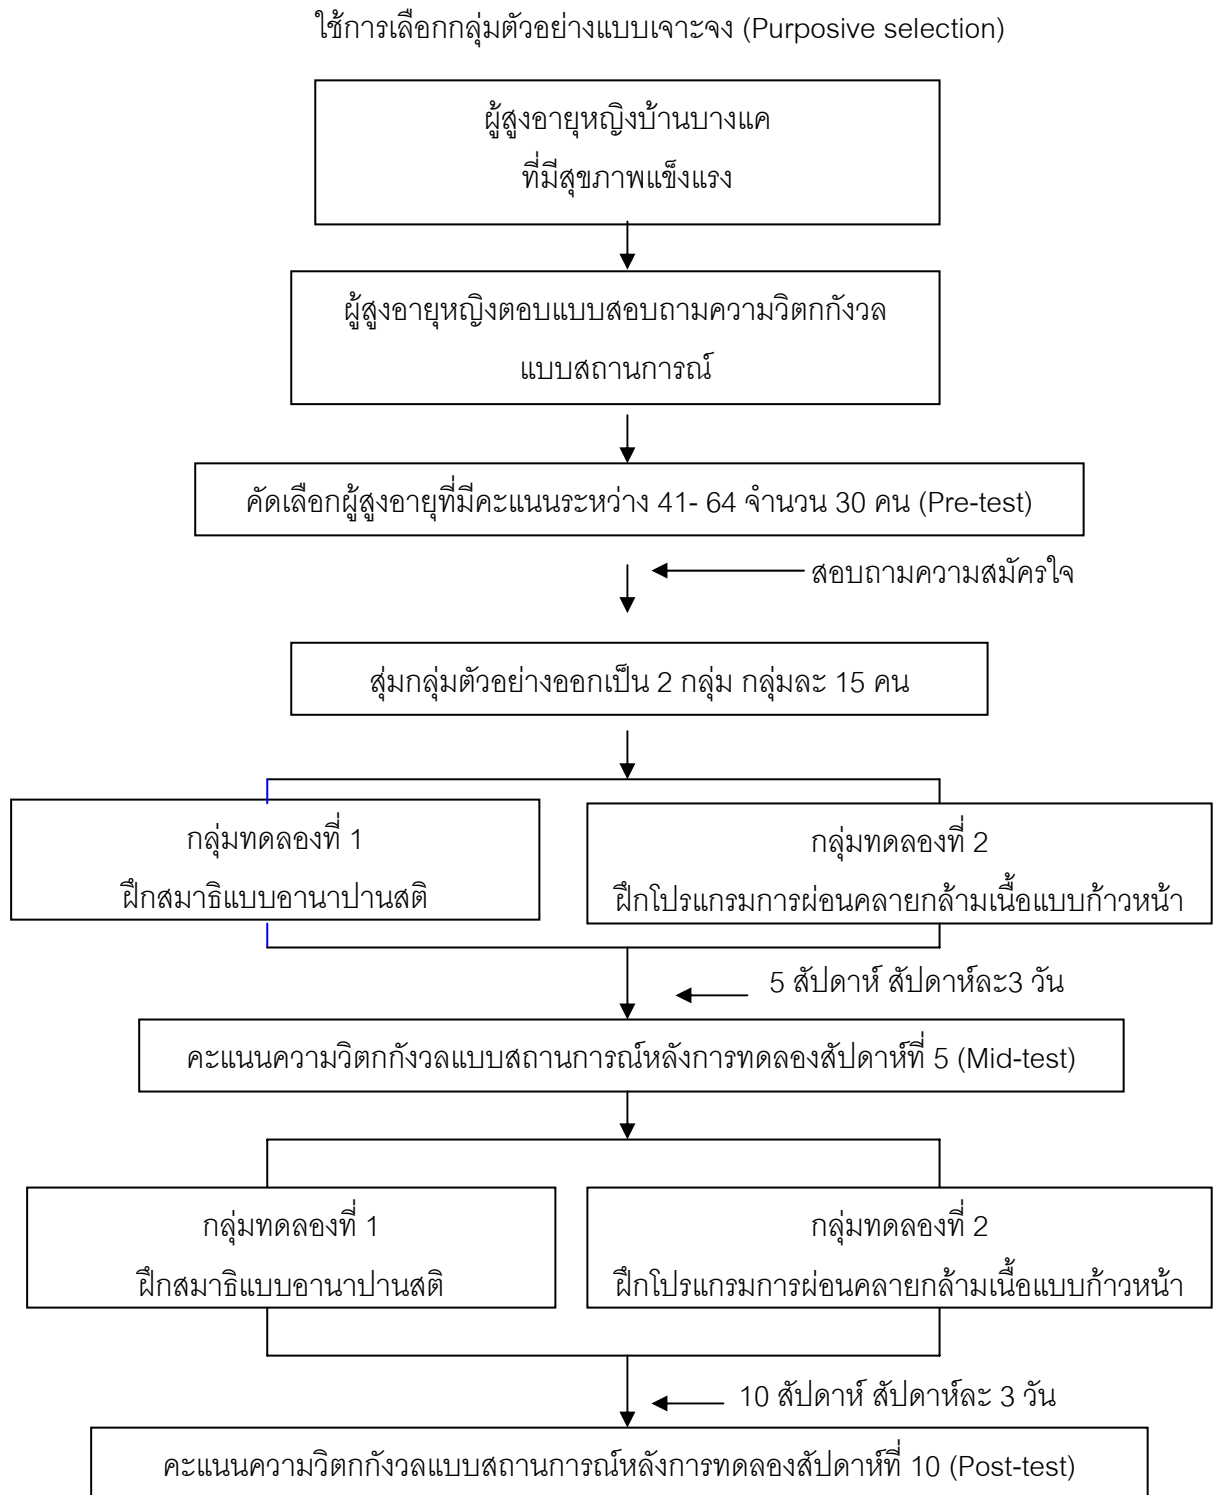 ใช้การเลือกกลุ่มตัวอย่างแบบเจาะจง (Purposive selection)
ผู้สูงอายุหญิงบ้านบางแค
ที่มีสุขภาพแข็งแรง
ผู้สูงอายุหญิงตอบแบบสอบถามความวิตกกังวล
แบบสถานการณ์
คัดเลือกผู้สูงอายุที่มีคะแนนระหว่าง 41- 64 จำนวน 30 คน (Pre-test)
สอบถามความสมัครใจ
สุ่มกลุ่มตัวอย่างออกเป็น 2 กลุ่ม กลุ่มละ 15 คน
กลุ่มทดลองที่ 1
ฝึกสมาธิแบบอานาปานสติ
กลุ่มทดลองที่ 2
ฝึกโปรแกรมการผ่อนคลายกล้ามเนื้อแบบก้าวหน้า
5 สัปดาห์ สัปดาห์ละ3 วัน
คะแนนความวิตกกังวลแบบสถานการณ์หลังการทดลองสัปดาห์ที่ 5 (Mid-test)
กลุ่มทดลองที่ 1
ฝึกสมาธิแบบอานาปานสติ
กลุ่มทดลองที่ 2
ฝึกโปรแกรมการผ่อนคลายกล้ามเนื้อแบบก้าวหน้า
10 สัปดาห์ สัปดาห์ละ 3 วัน
คะแนนความวิตกกังวลแบบสถานการณ์หลังการทดลองสัปดาห์ที่ 10 (Post-test)